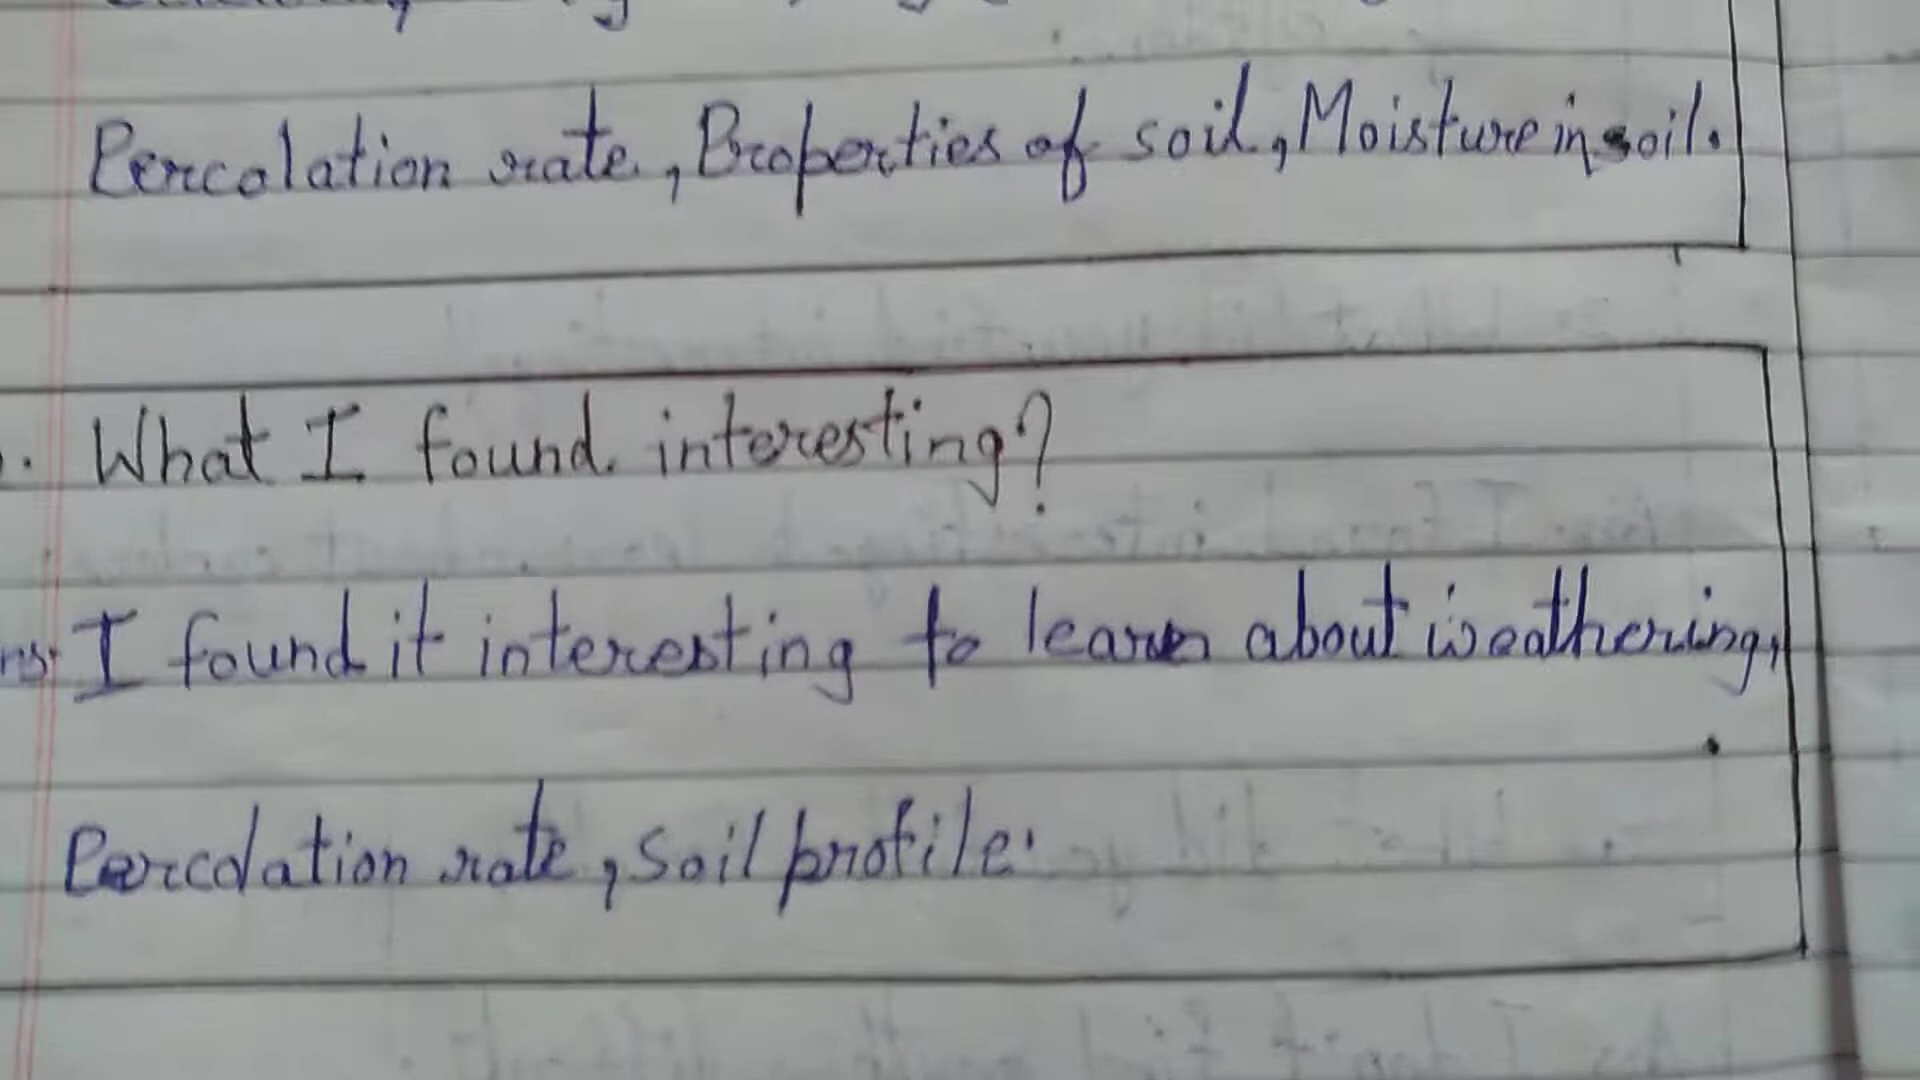 Percolation rate, Properties of soil, Moisture in soil.
What I found interesting?
ns. I found it interesting to learn about weathering,
Percolation rate, soil profile.